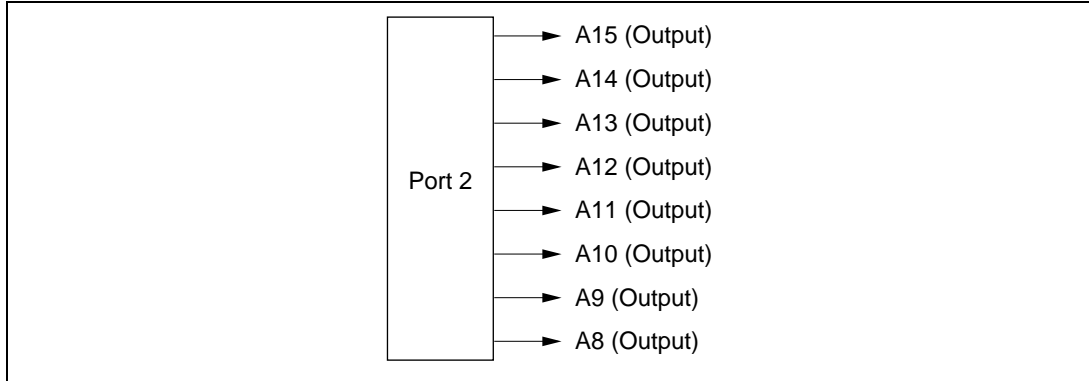 A15 (Output)
A14 (Output)
A13 (Output)
A12 (Output)
Port 2
A11 (Output)
A10 (Output)
A9 (Output)
A8 (Output)